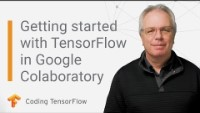 Getting started
with TensorFlow
in Google
Colaboratory
Coding TensorFlow